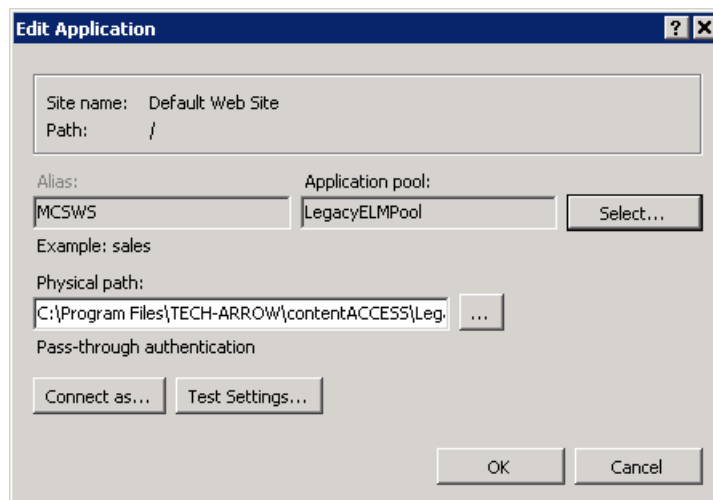 Edit Application
Site name: Default Web Site
Path: /
Alias: Application pool:
MCSWS LegacyELMPool Select...
Example: sales
Physical path:
C:\Program Files\TECH-ARROW\contentACCESS\Leg ...
Pass-through authentication
Connect as... Test Settings...
OK Cancel